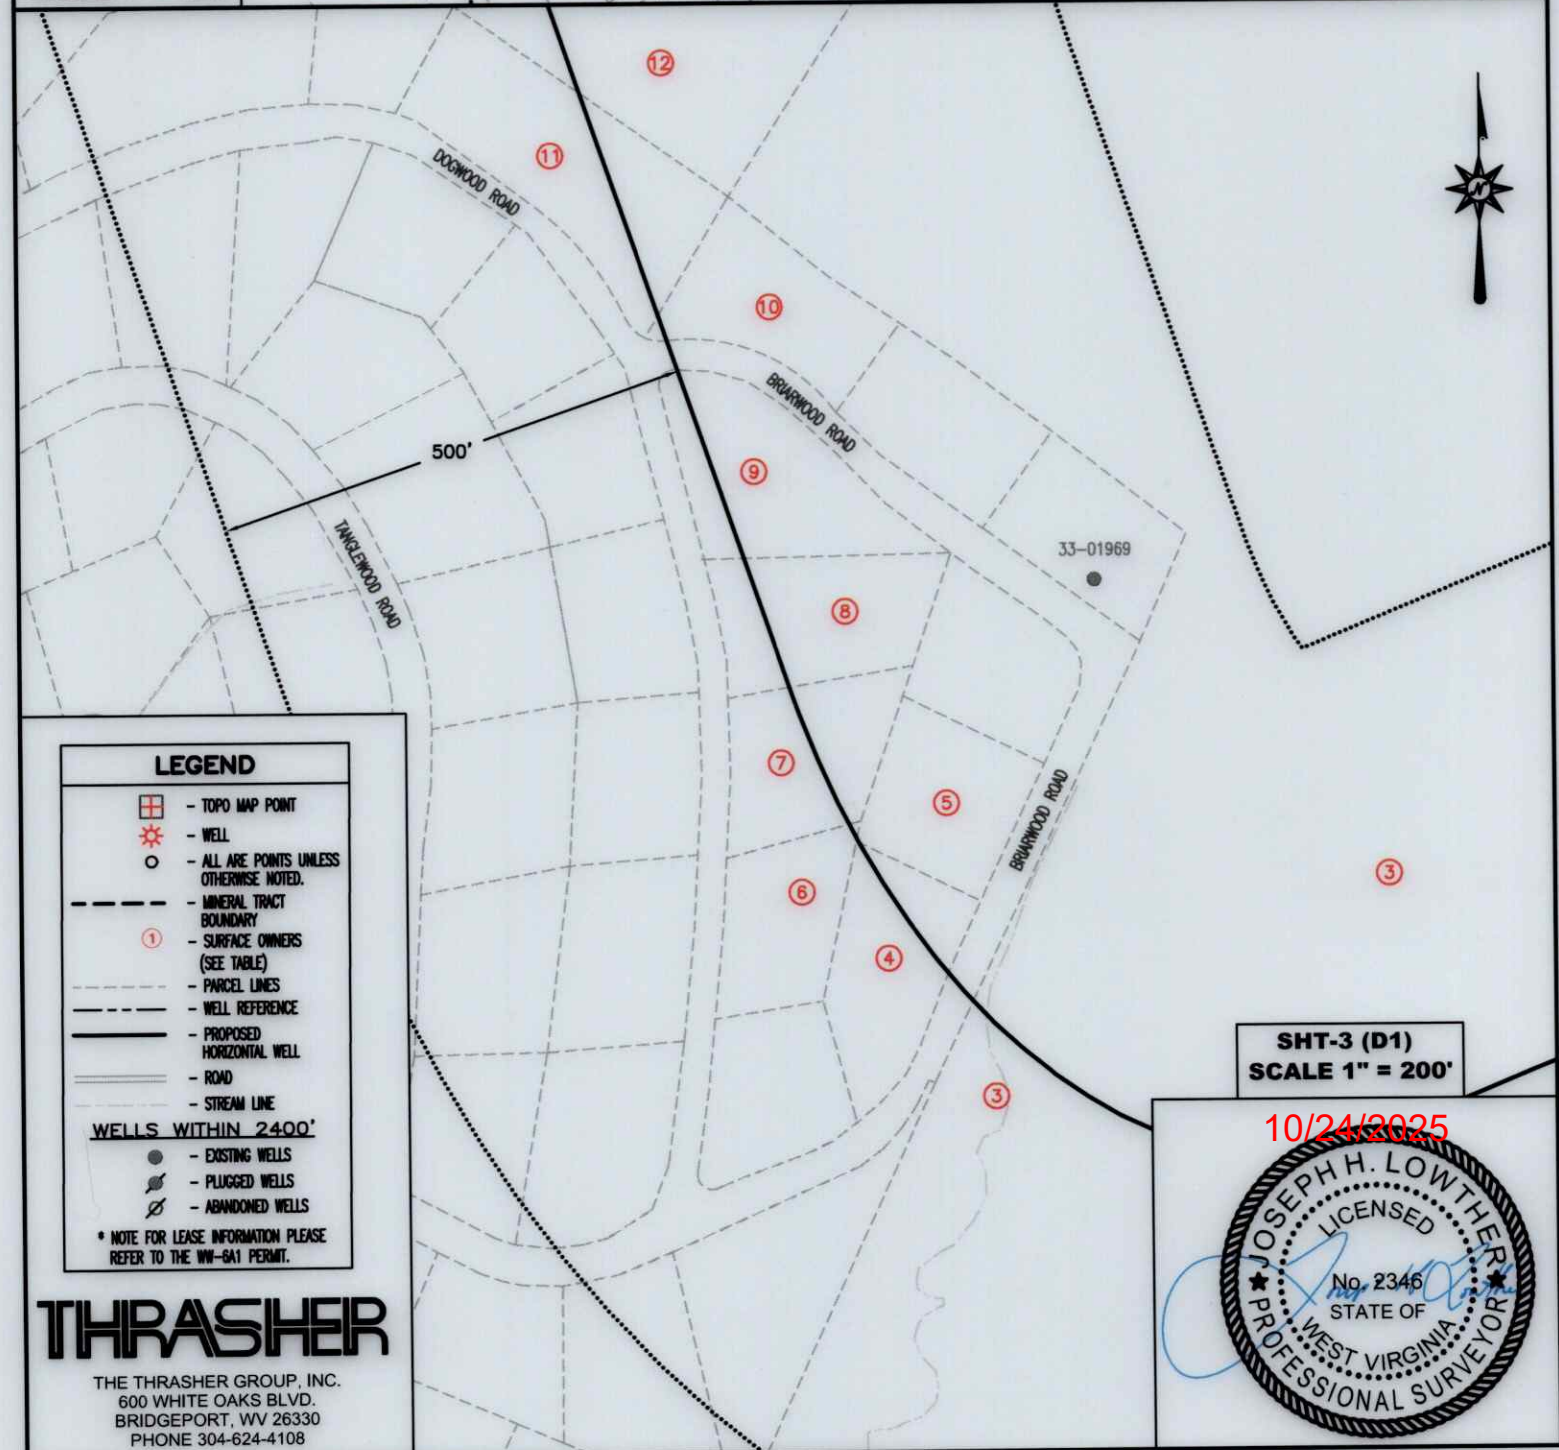 12
11
DOGWOOD ROAD
N
10
BRIARWOOD ROAD
500'
9
TANGLEWOOD ROAD
33-01969
8
7
5
BRIARWOOD ROAD
3
6
4
3
LEGEND
- TOPO MAP POINT
- WELL
- ALL ARE POINTS UNLESS
OTHERWISE NOTED.
- MINERAL TRACT
BOUNDARY
1 - SURFACE OWNERS
(SEE TABLE)
- PARCEL LINES
- WELL REFERENCE
- PROPOSED
HORIZONTAL WELL
- ROAD
- STREAM LINE
WELLS WITHIN 2400'
- EXISTING WELLS
- PLUGGED WELLS
- ABANDONED WELLS
* NOTE FOR LEASE INFORMATION PLEASE
REFER TO THE WW-6A1 PERMIT.
THRASHER
THE THRASHER GROUP, INC.
600 WHITE OAKS BLVD.
BRIDGEPORT, WV 26330
PHONE 304-624-4108
SHT-3 (D1)
SCALE 1" = 200'
10/24/2025
JOSEPH H. LOWTHER
LICENSED
No. 2346
STATE OF
WEST VIRGINIA
PROFESSIONAL SURVEYOR